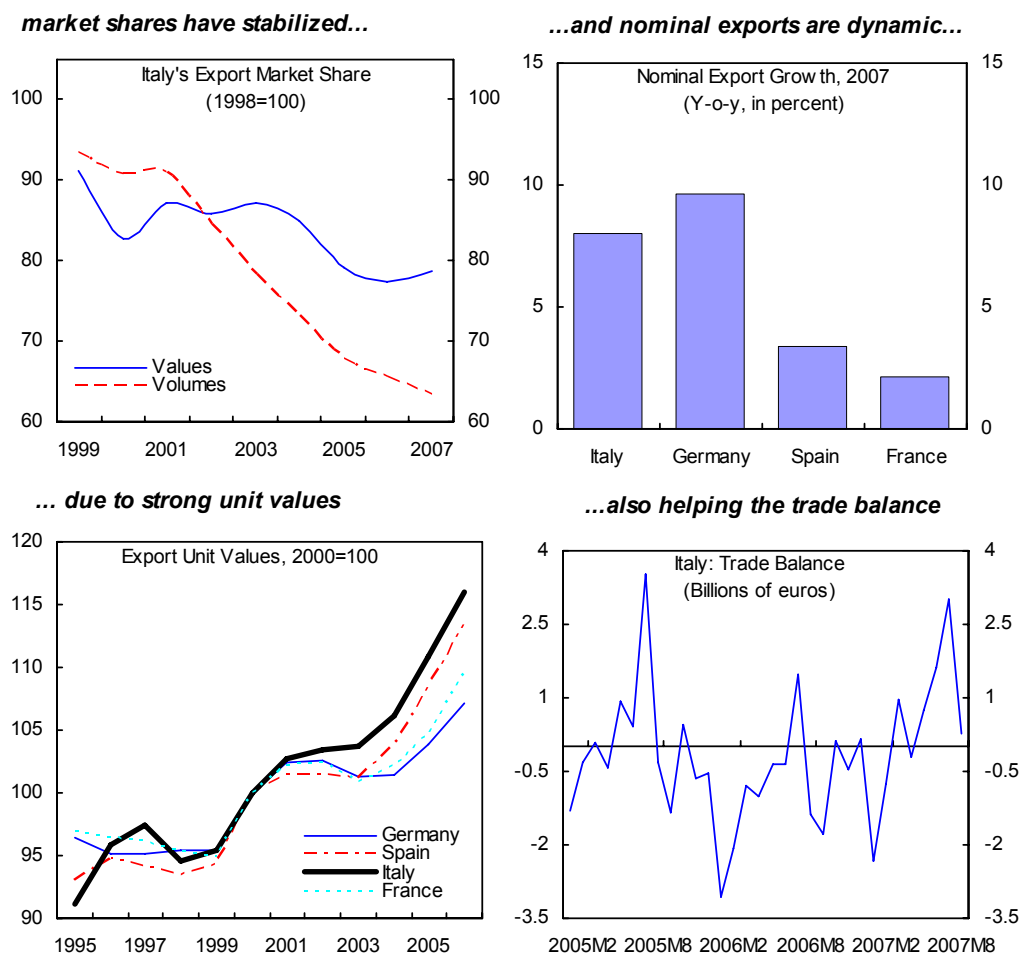 market shares have stabilized...
Italy's Export Market Share
(1998=100)
100
90
80
70
60
100
90
80
70
60
Values
Volumes
1999 2001 2003 2005 2007
...and nominal exports are dynamic...
Nominal Export Growth, 2007
(Y-o-y, in percent)
15
10
5
0
15
10
5
0
Italy Germany Spain France
... due to strong unit values
Export Unit Values, 2000=100
120
115
110
105
100
95
90
Germany
Spain
Italy
France
1995 1997 1999 2001 2003 2005
...also helping the trade balance
Italy: Trade Balance
(Billions of euros)
4
2.5
1
-0.5
-2
-3.5
4
2.5
1
-0.5
-2
-3.5
2005M2 2005M8 2006M2 2006M8 2007M2 2007M8